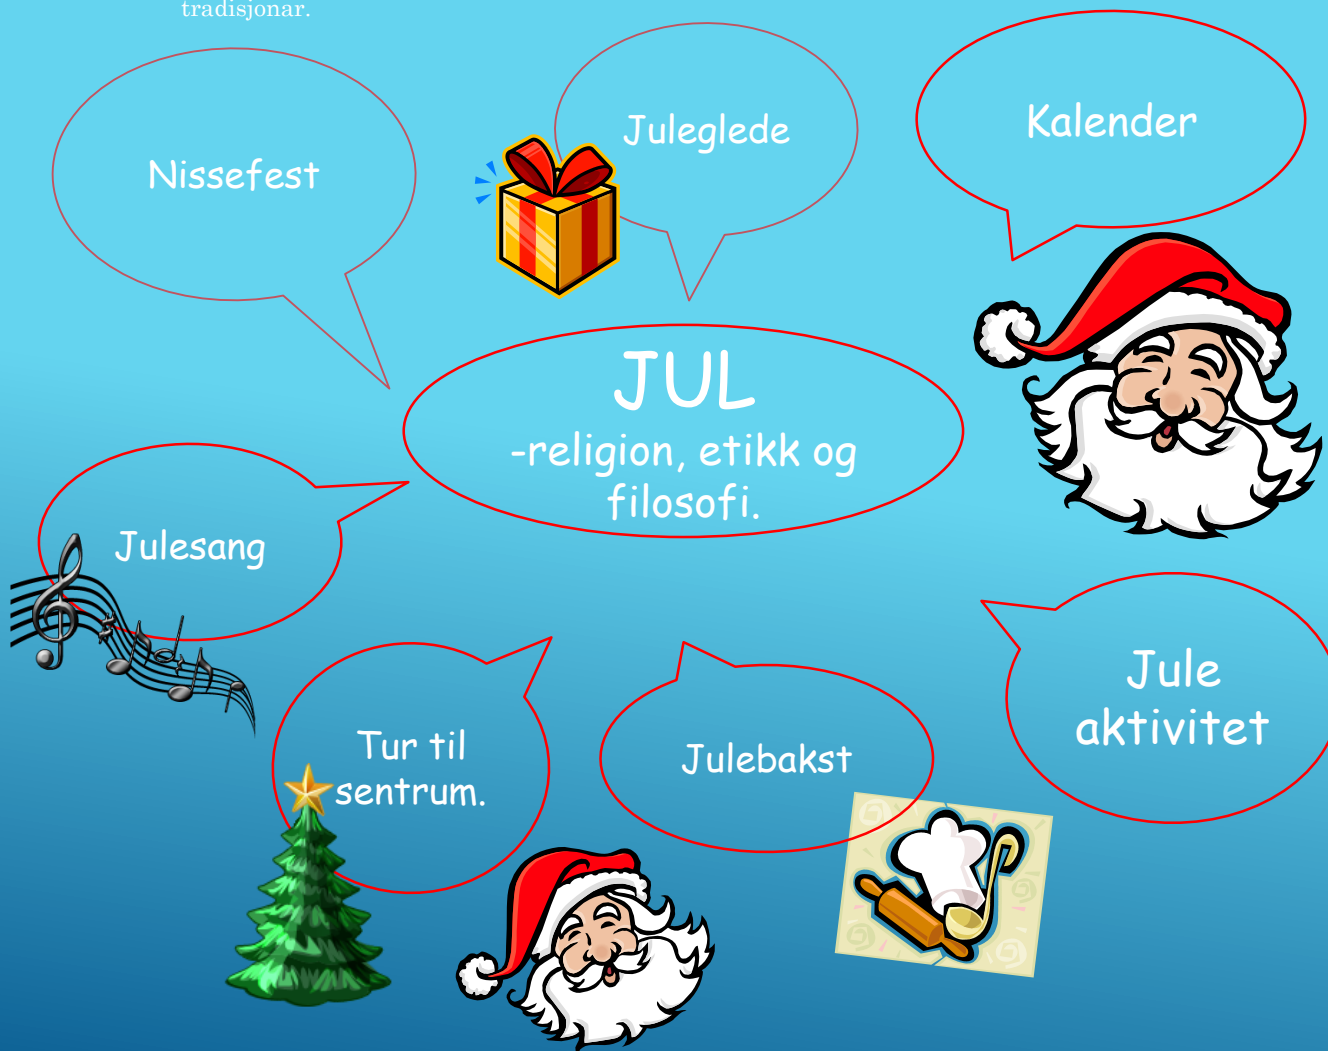 tradisjonar.
Nissefest
Juleglede
Kalender
JUL
-religion, etikk og
filosofi.
Julesang
Tur til
sentrum.
Julebakst
Jule
aktivitet